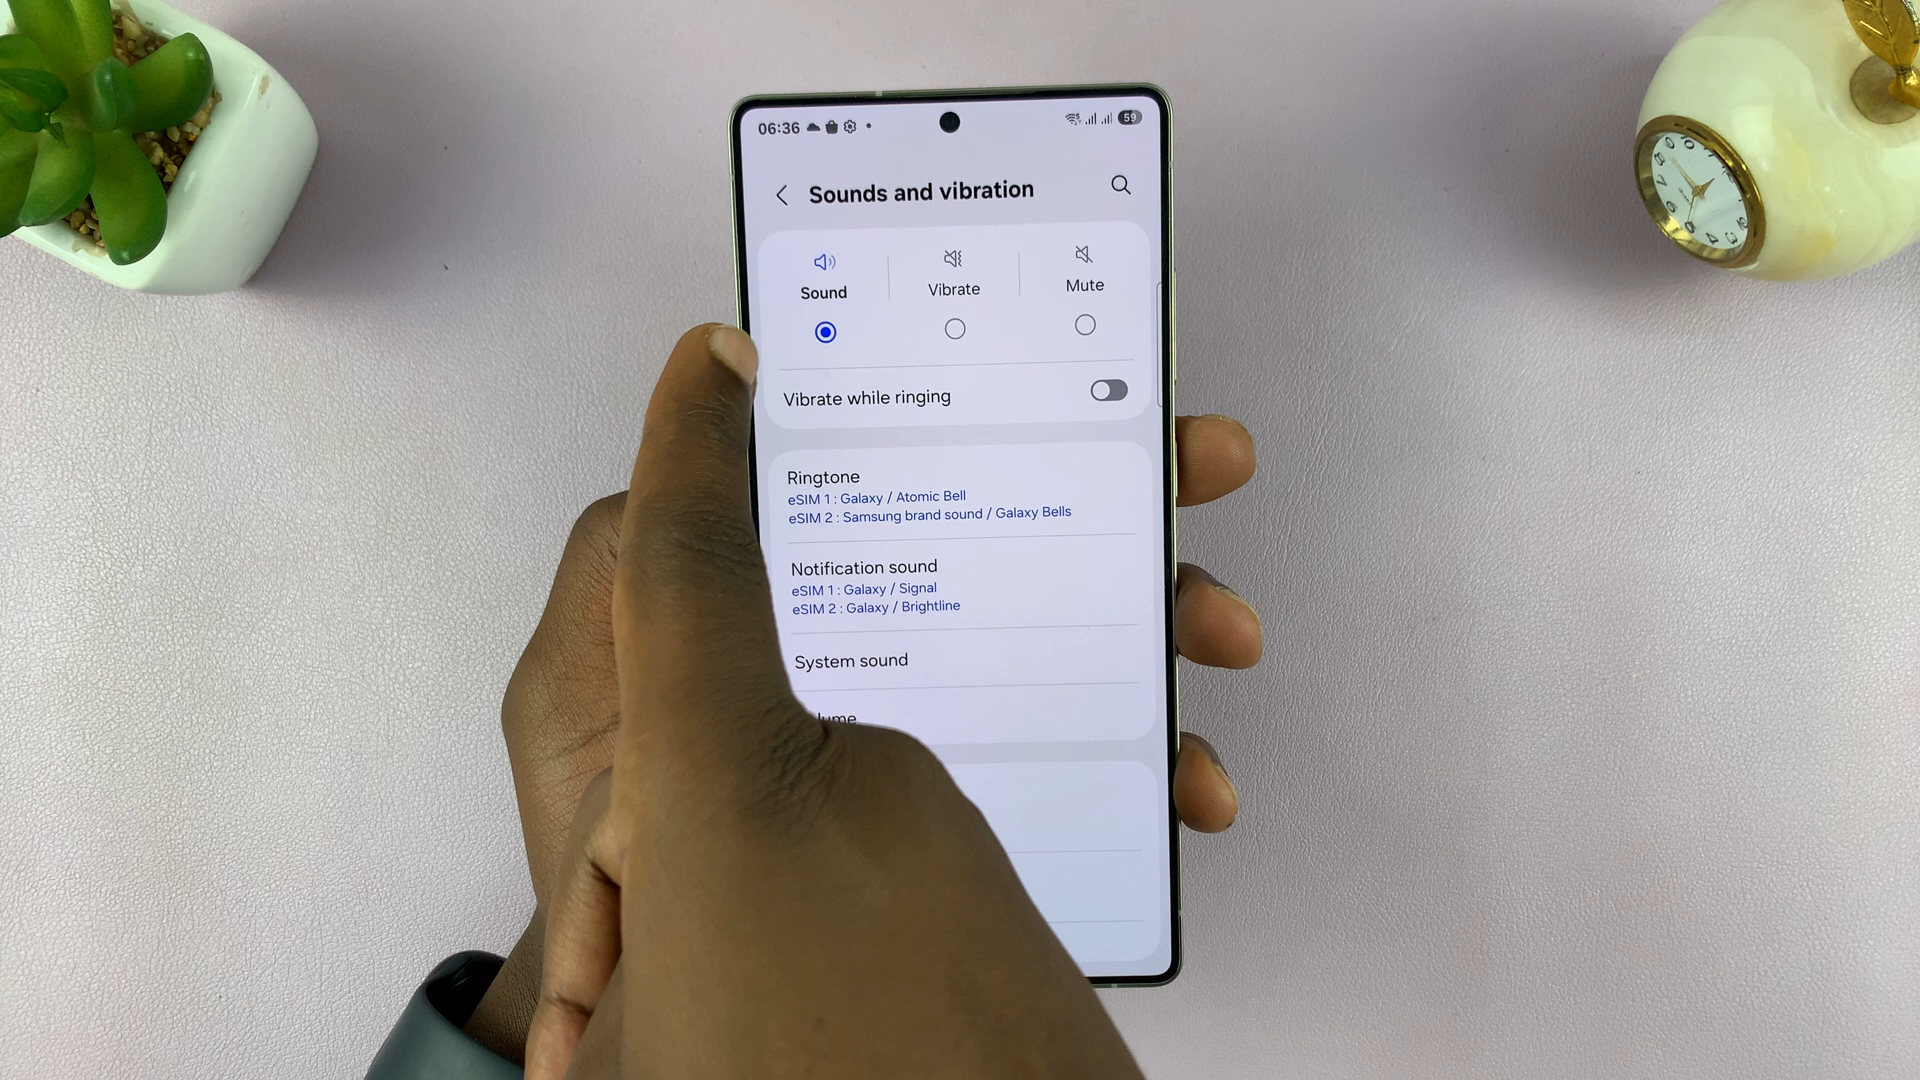 06:36
59
Sounds and vibration
Sound
Vibrate
Mute
Vibrate while ringing
Ringtone
eSIM 1 : Galaxy / Atomic Bell
eSIM 2 : Samsung brand sound / Galaxy Bells
Notification sound
eSIM 1 : Galaxy / Signal
eSIM 2 : Galaxy / Brightline
System sound